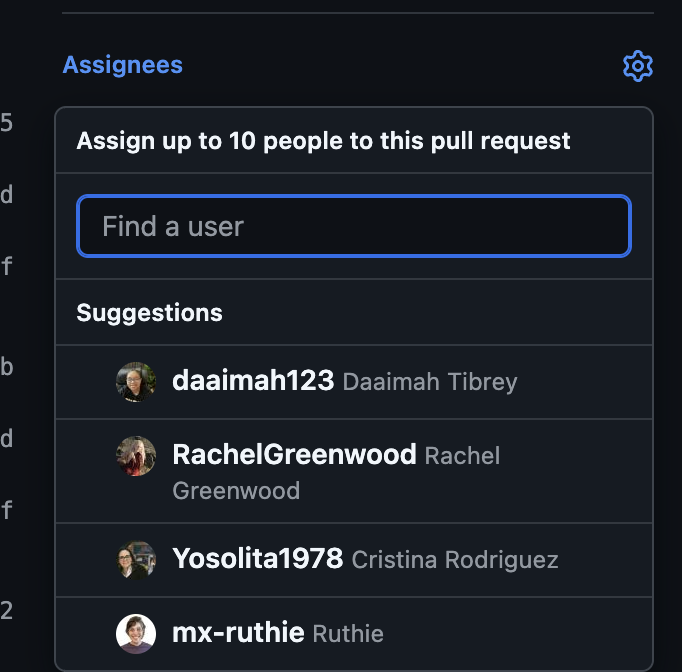 Assignees
5
Assign up to 10 people to this pull request
d
Find a user
f
Suggestions
b
daaimah123 Daaimah Tibrey
d
RachelGreenwood Rachel
Greenwood
f
Yosolita1978 Cristina Rodriguez
2
mx-ruthie Ruthie